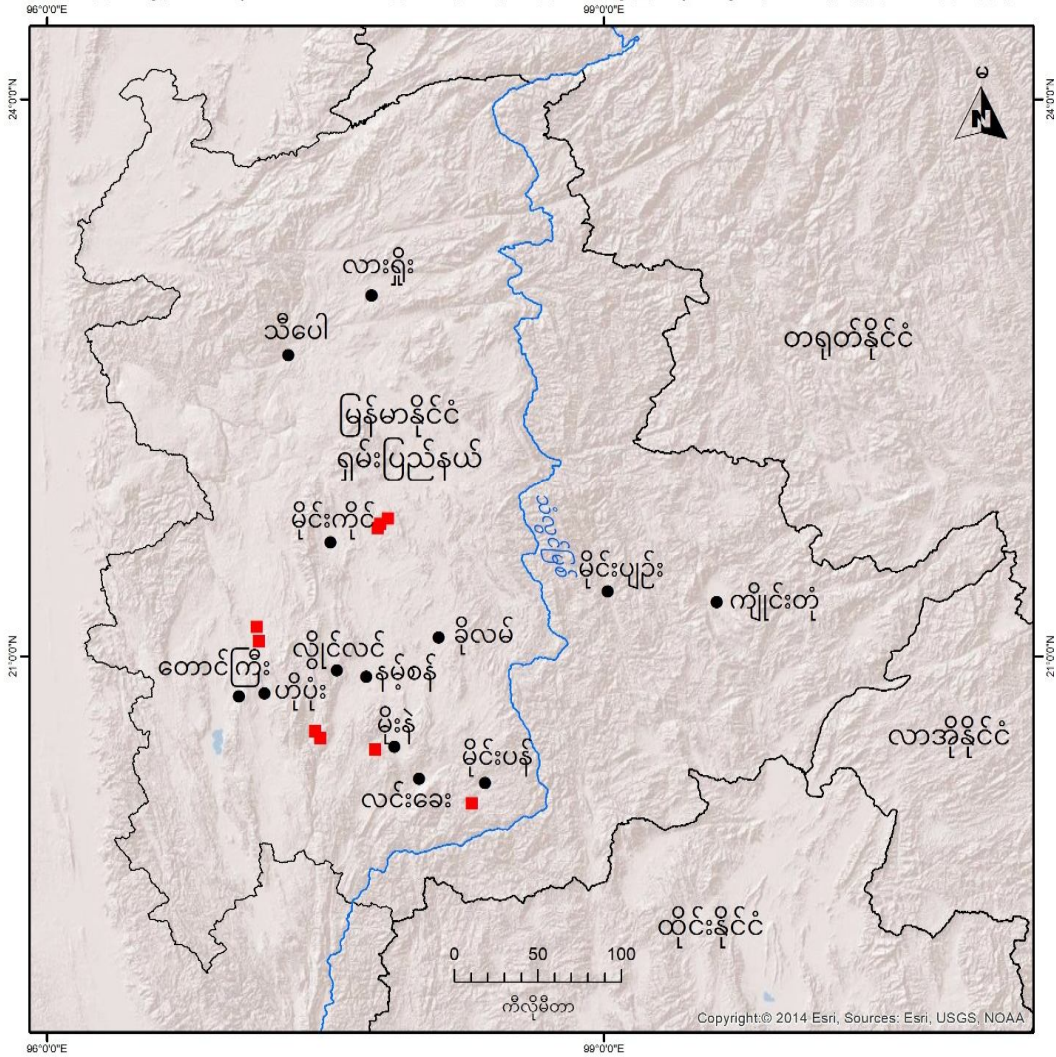 96°0'0"E
99°0'0"E
24°0'0"N
24°0'0"N
မ
N
လားရှိုး
သီပေါ
တရုတ်နိုင်ငံ
မြန်မာနိုင်ငံ
ရှမ်းပြည်နယ်
မိုင်းကိုင်
သံလွင်မြစ်
မိုင်းပျဉ်း
ကျိုင်းတုံ
ခိုလမ်
လွိုင်လင်
နမ့်စန်
တောင်ကြီး
ဟိုပုံး
21°0'0"N
21°0'0"N
မိုးနဲ
မိုင်းပန်
လင်းခေး
လာအိုနိုင်ငံ
ထိုင်းနိုင်ငံ
0 50 100
ကီလိုမီတာ
Copyright:© 2014 Esri, Sources: Esri, USGS, NOAA
96°0'0"E
99°0'0"E